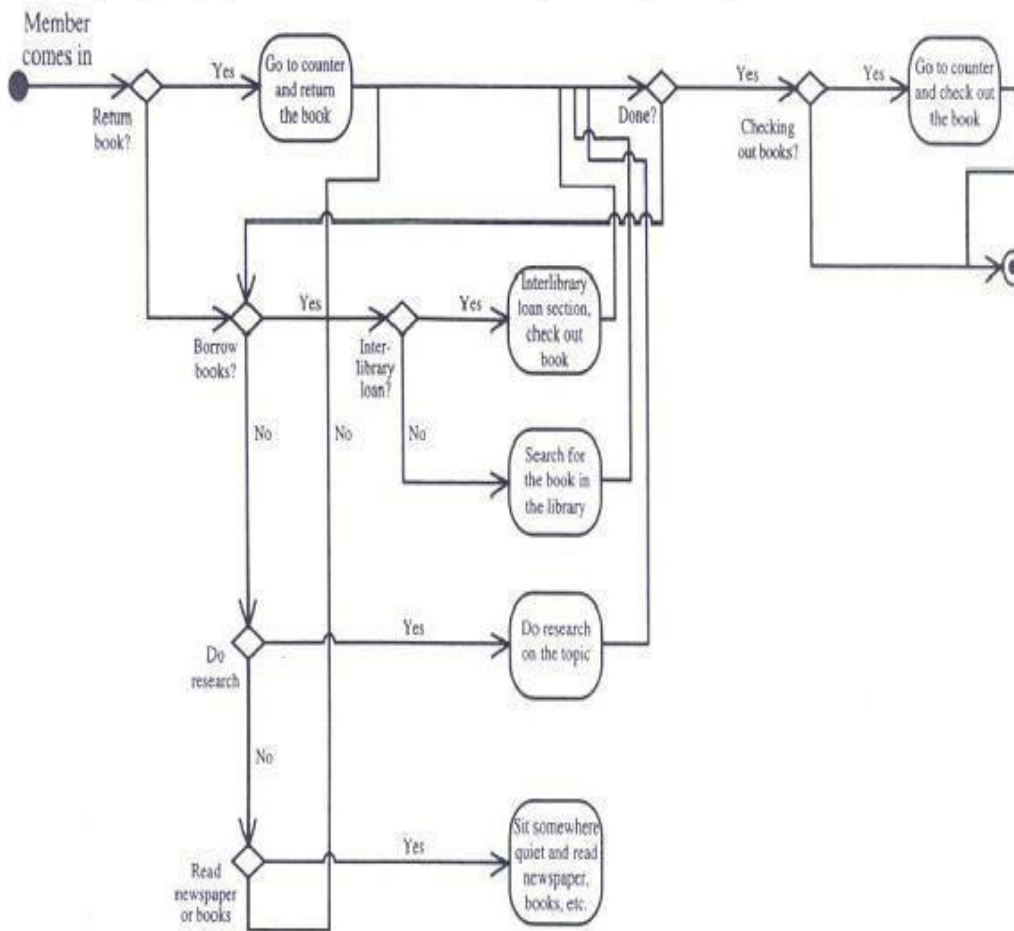 Member
comes in
Yes
Go to counter
and return
the book
Return
book?
Done?
Yes
Checking
out books?
Yes
Go to counter
and check out
the book
Borrow
books?
Yes
Inter-
library
loan?
Yes
Interlibrary
loan section,
check out
book
No
No
No
Search for
the book in
the library
Do
research
Yes
Do research
on the topic
No
Read
newspaper
or books
Yes
Sit somewhere
quiet and read
newspaper,
books, etc.